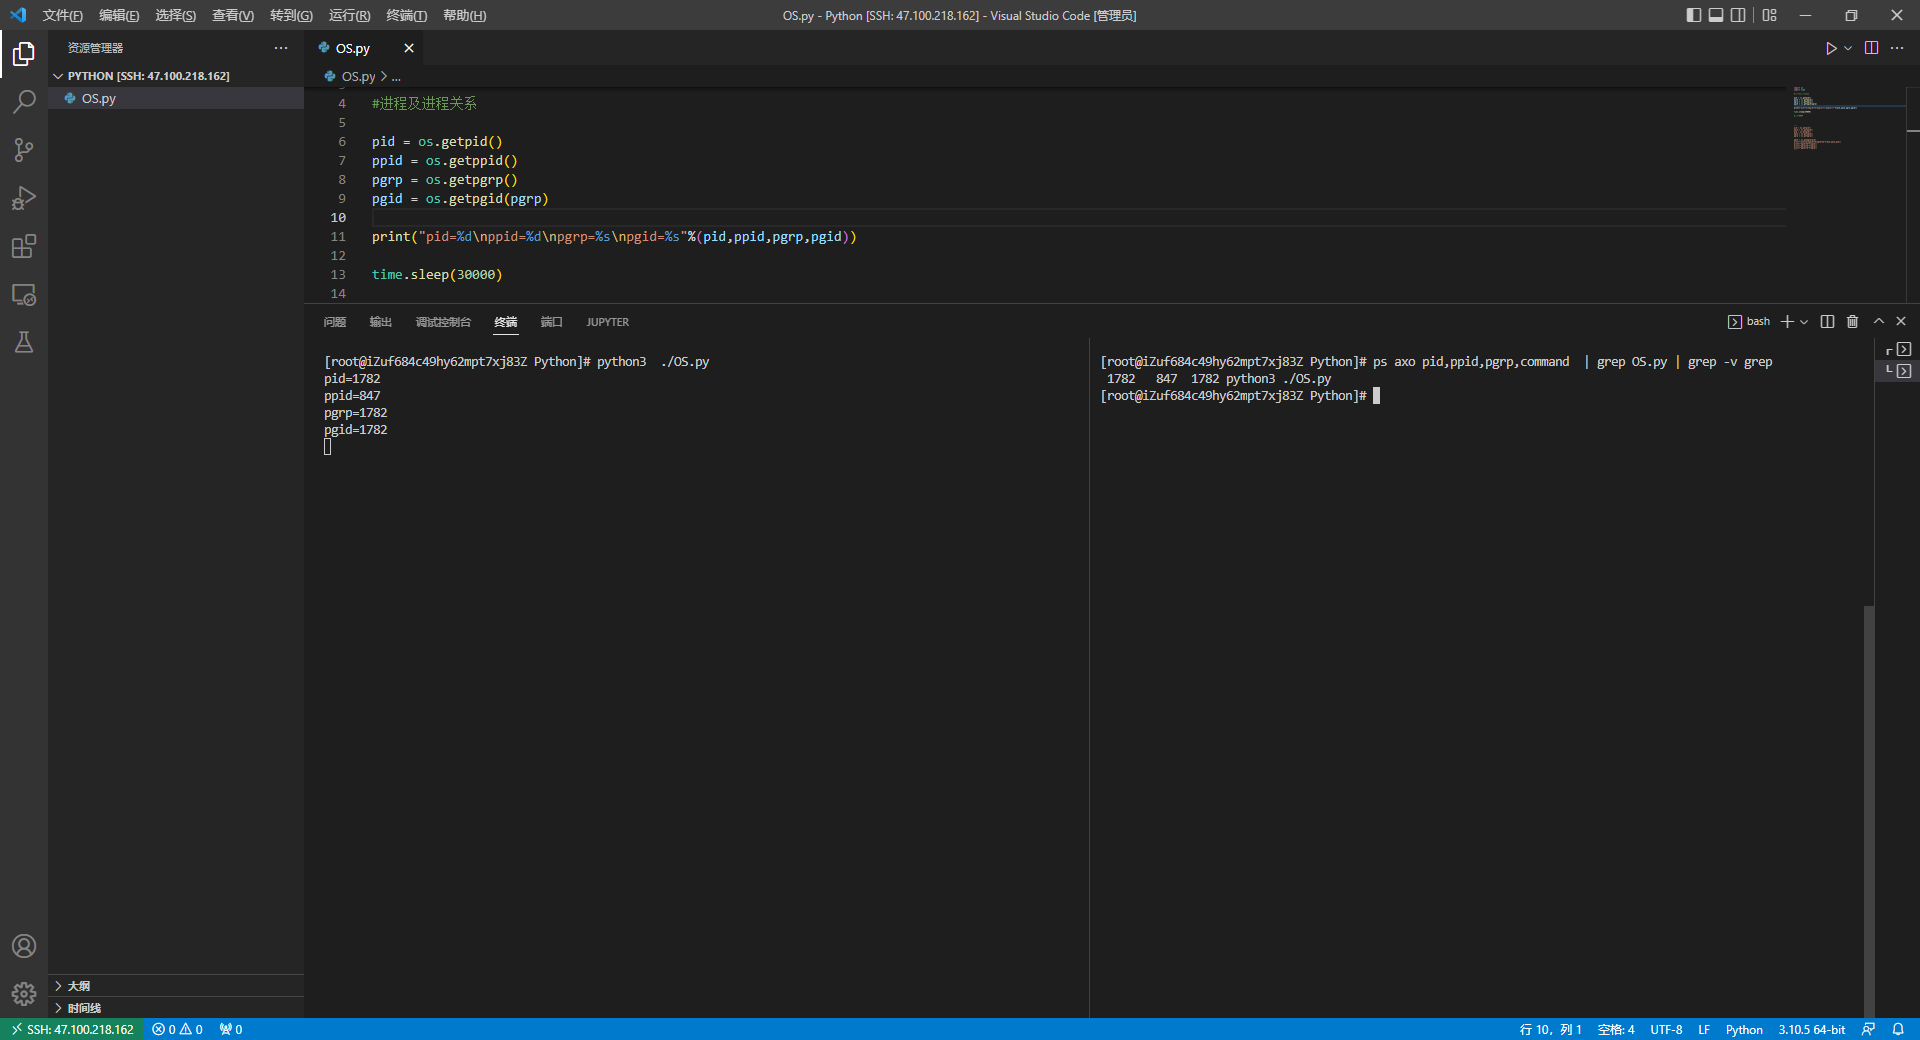 文件(F) 编辑(E) 选择(S) 查看(V) 转到(G) 运行(R) 终端(T) 帮助(H) OS.py - Python [SSH: 47.100.218.162] - Visual Studio Code [管理员]
资源管理器
PYTHON [SSH: 47.100.218.162]
OS.py
OS.py
OS.py > ...
4 #进程及进程关系
5
6 pid = os.getpid()
7 ppid = os.getppid()
8 pgrp = os.getpgrp()
9 pgid = os.getpgid(pgrp)
10
11 print("pid=%d\nppid=%d\npgrp=%s\npgid=%s"%(pid,ppid,pgrp,pgid))
12
13 time.sleep(30000)
14
问题 输出 调试控制台 终端 端口 JUPYTER bash
[root@iZuf684c49hy62mpt7xj83Z Python]# python3  ./OS.py
pid=1782
ppid=847
pgrp=1782
pgid=1782
[root@iZuf684c49hy62mpt7xj83Z Python]# ps axo pid,ppid,pgrp,command  | grep OS.py | grep -v grep
1782   847  1782 python3 ./OS.py
[root@iZuf684c49hy62mpt7xj83Z Python]#
大纲
时间线
SSH: 47.100.218.162 0 0 0 行 10，列 1 空格: 4 UTF-8 LF Python 3.10.5 64-bit